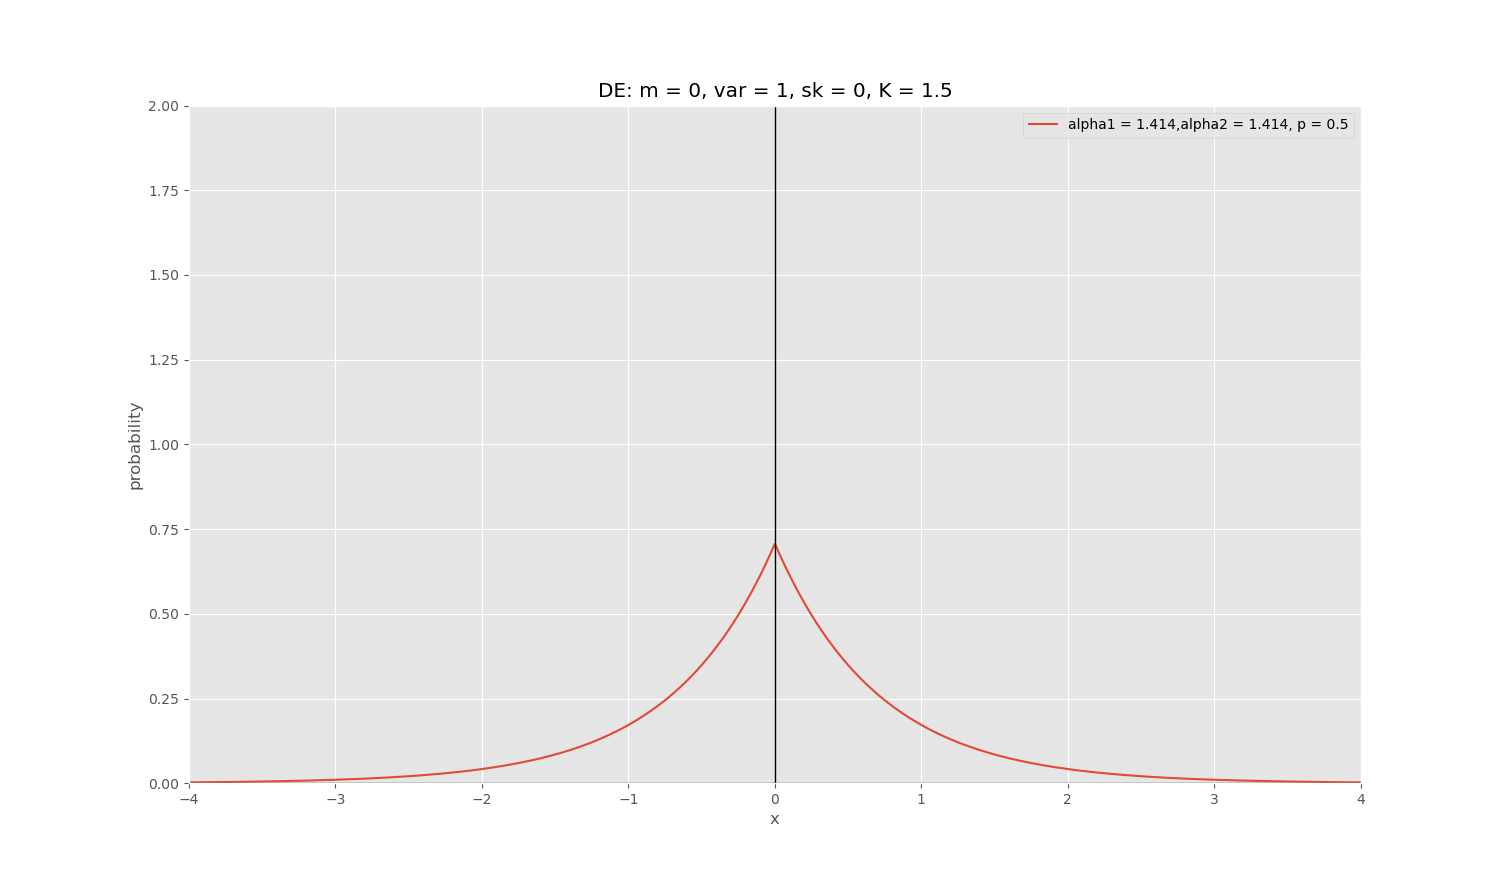 DE: m = 0, var = 1, sk = 0, K = 1.5
alpha1 = 1.414,alpha2 = 1.414, p = 0.5
2.00
1.75
1.50
1.25
1.00
0.75
0.50
0.25
0.00
probability
−4 −3 −2 −1 0 1 2 3 4
x